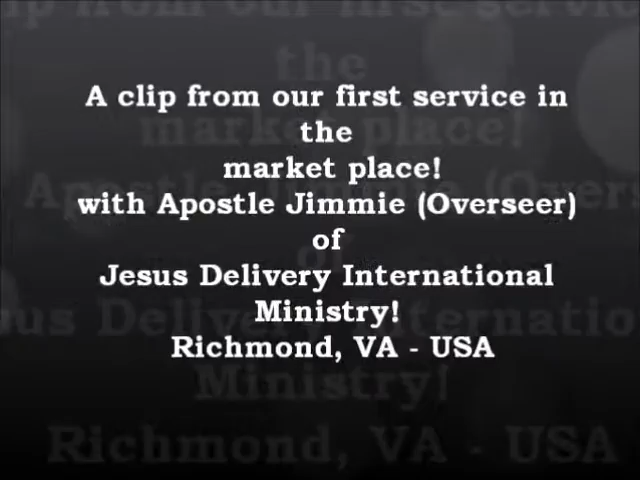 A clip from our first service in
the
market place!
with Apostle Jimmie (Overseer)
of
Jesus Delivery International
Ministry!
Richmond, VA - USA